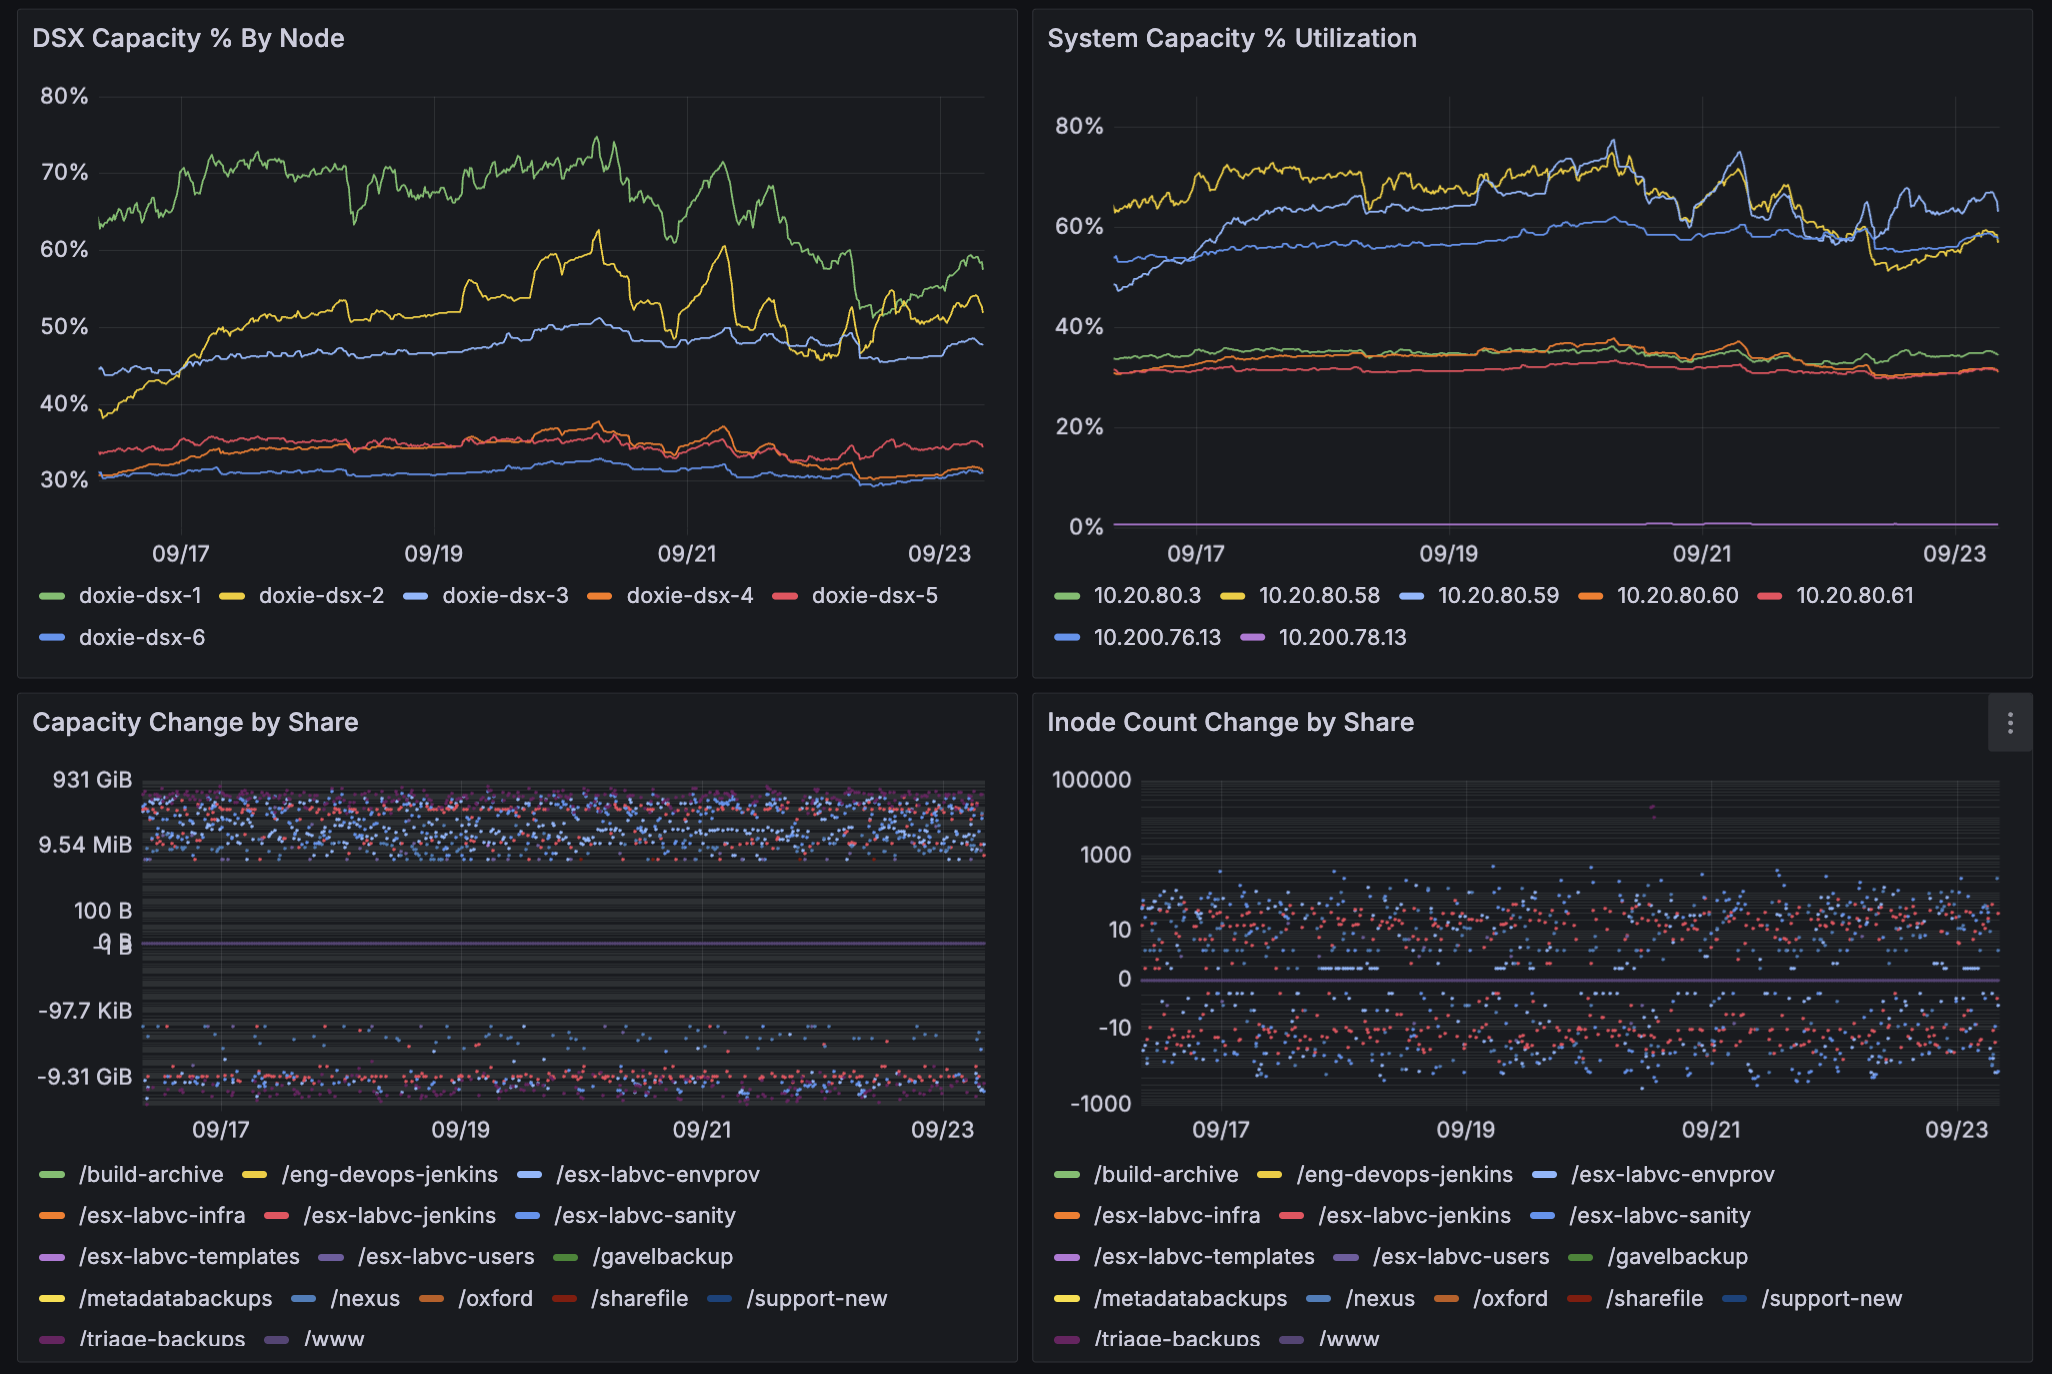 DSX Capacity % By Node
80%
70%
60%
50%
40%
30%
09/17 09/19 09/21 09/23
doxie-dsx-1 doxie-dsx-2 doxie-dsx-3 doxie-dsx-4 doxie-dsx-5
doxie-dsx-6
System Capacity % Utilization
80%
60%
40%
20%
0%
09/17 09/19 09/21 09/23
10.20.80.3 10.20.80.58 10.20.80.59 10.20.80.60 10.20.80.61
10.200.76.13 10.200.78.13
Capacity Change by Share
931 GiB
9.54 MiB
100 B
-97.7 KiB
-9.31 GiB
09/17 09/19 09/21 09/23
/build-archive /eng-devops-jenkins /esx-labvc-envprov
/esx-labvc-infra /esx-labvc-jenkins /esx-labvc-sanity
/esx-labvc-templates /esx-labvc-users /gavelbackup
/metadatabackups /nexus /oxford /sharefile /support-new
/triage-backups /www
Inode Count Change by Share
100000
1000
10
0
-10
-1000
09/17 09/19 09/21 09/23
/build-archive /eng-devops-jenkins /esx-labvc-envprov
/esx-labvc-infra /esx-labvc-jenkins /esx-labvc-sanity
/esx-labvc-templates /esx-labvc-users /gavelbackup
/metadatabackups /nexus /oxford /sharefile /support-new
/triage-backups /www